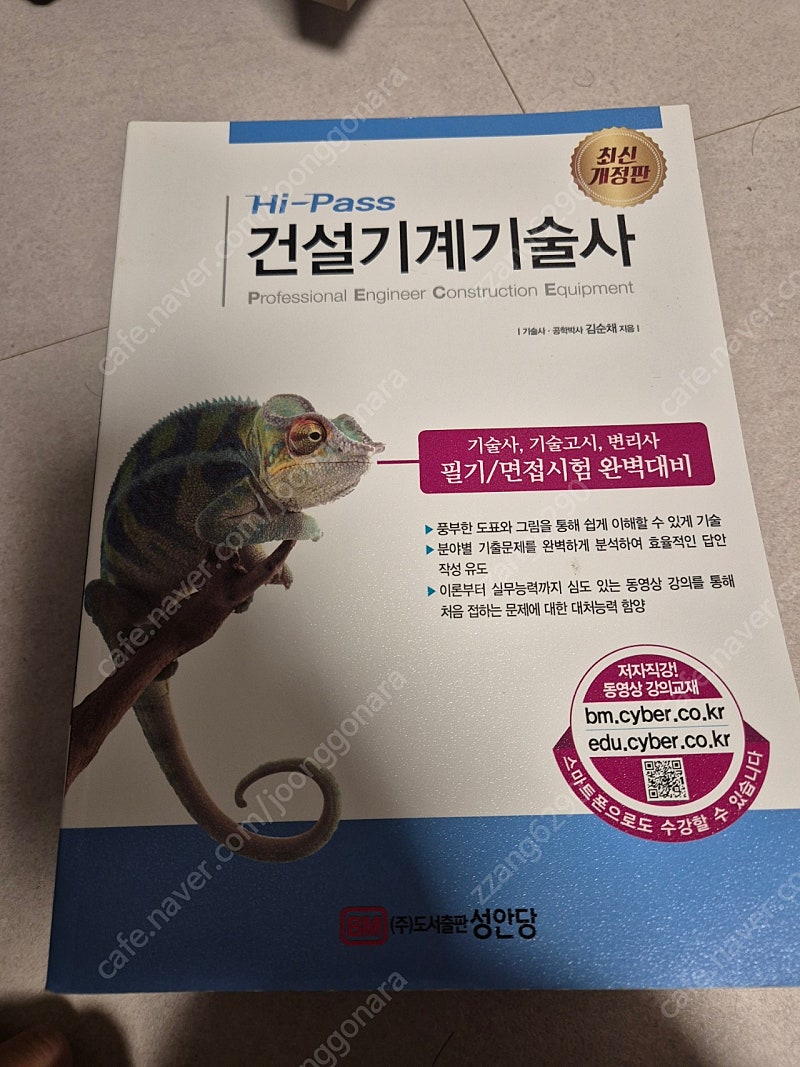 최신
개정판
Hi-Pass
건설기계기술사
Professional Engineer Construction Equipment
| 기술사·공학박사 김순채 지음 |
기술사, 기술고시, 변리사
필기/면접시험 완벽대비
▶ 풍부한 도표와 그림을 통해 쉽게 이해할 수 있게 기술
▶ 분야별 기출문제를 완벽하게 분석하여 효율적인 답안
작성 유도
▶ 이론부터 실무능력까지 심도 있는 동영상 강의를 통해
처음 접하는 문제에 대한 대처능력 함양
저자직강!
동영상 강의교재
bm.cyber.co.kr
edu.cyber.co.kr
스마트폰으로도 수강할 수 있습니다
BM (주)도서출판 성안당
cafe.naver.com/joonggonara